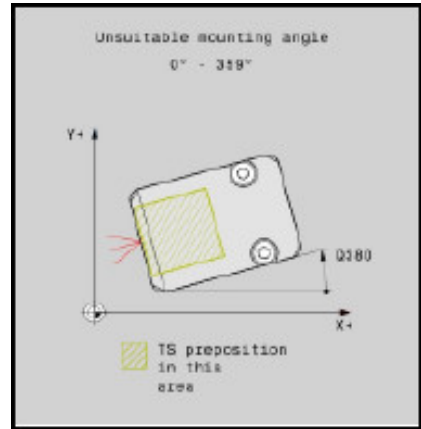 Unsuitable mounting angle
0° - 359°
Y+
Q380
X+
TS preposition
in this
area